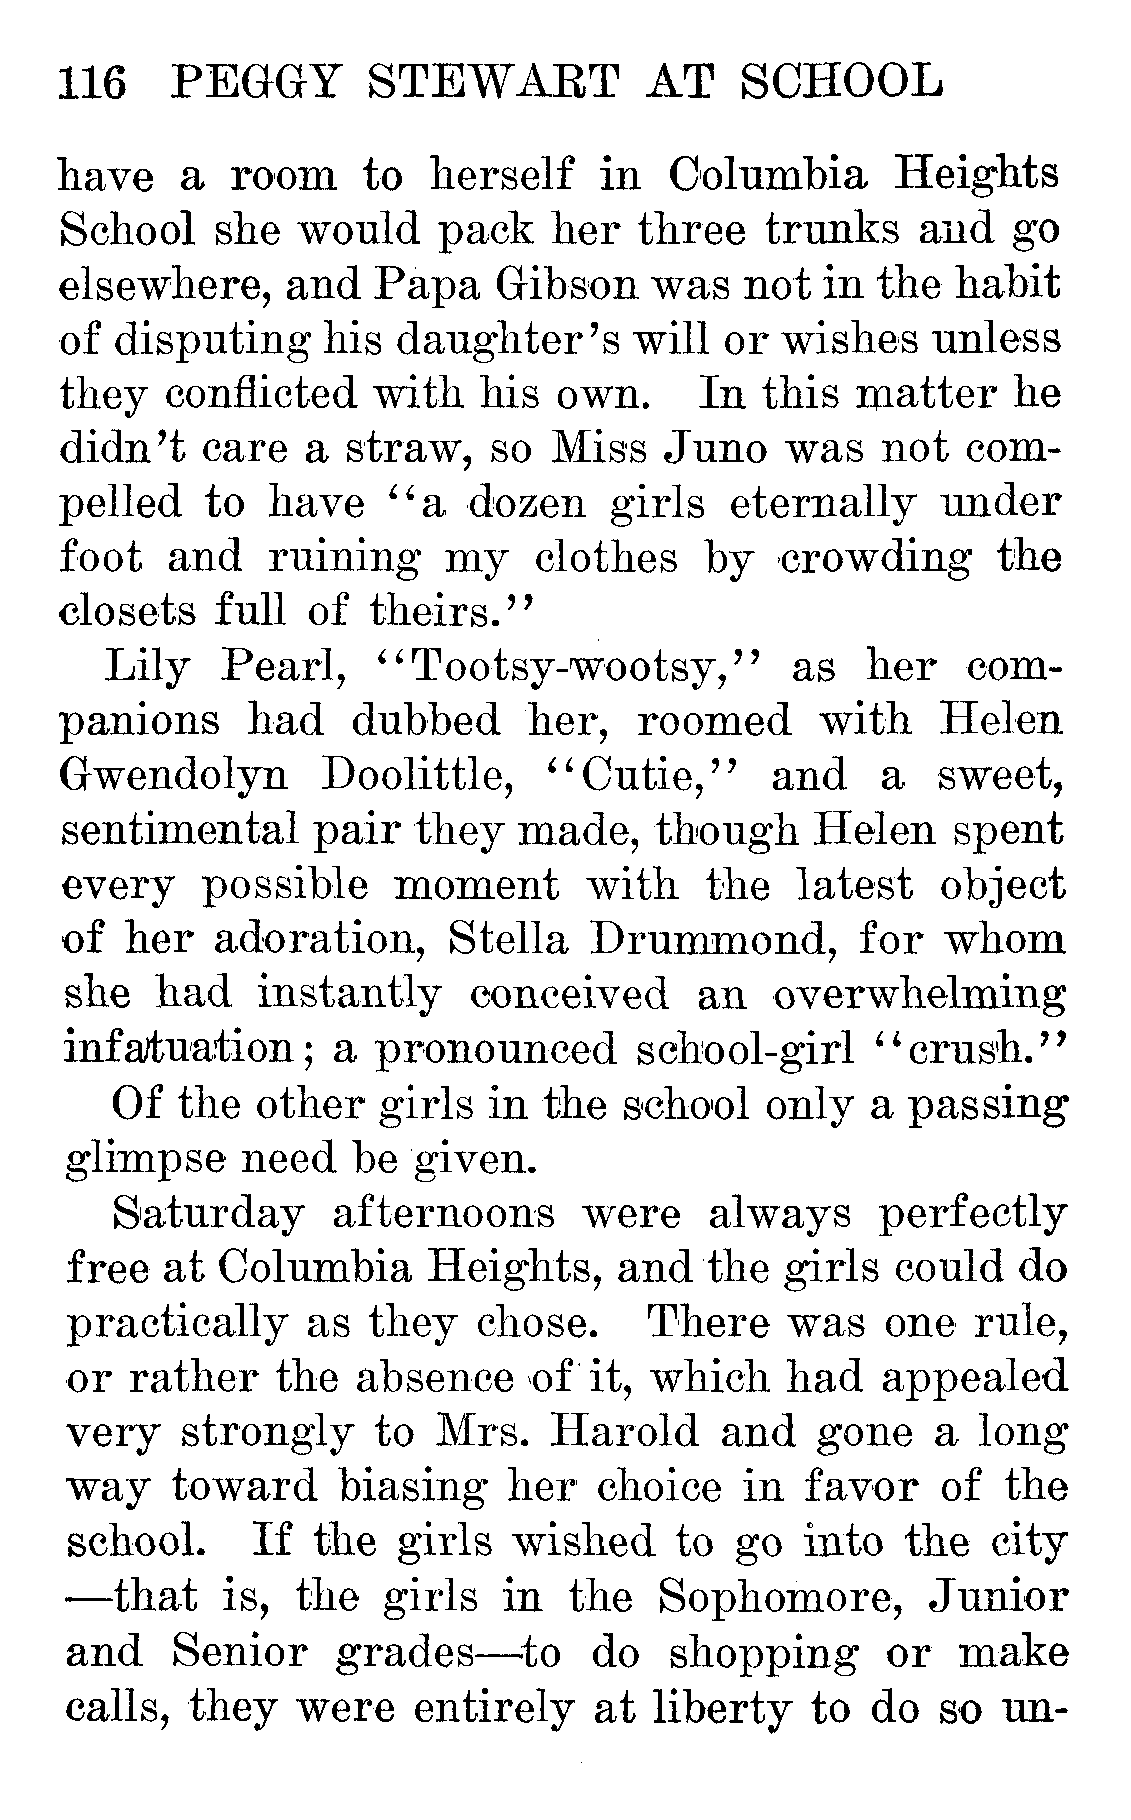 116 PEGGY STEWART AT SCHOOL
have a room to herself in Columbia Heights
School she would pack her three trunks and go
elsewhere, and Papa Gibson was not in the habit
of disputing his daughter's will or wishes unless
they conflicted with his own. In this matter he
didn't care a straw, so Miss Juno was not com-
pelled to have "a dozen girls eternally under
foot and ruining my clothes by crowding the
closets full of theirs."
Lily Pearl, "Tootsy-wootsy," as her com-
panions had dubbed her, roomed with Helen
Gwendolyn Doolittle, "Cutie," and a sweet,
sentimental pair they made, though Helen spent
every possible moment with the latest object
of her adoration, Stella Drummond, for whom
she had instantly conceived an overwhelming
infatuation; a pronounced school-girl "crush."
Of the other girls in the school only a passing
glimpse need be given.
Saturday afternoons were always perfectly
free at Columbia Heights, and the girls could do
practically as they chose. There was one rule,
or rather the absence of it, which had appealed
very strongly to Mrs. Harold and gone a long
way toward biasing her choice in favor of the
school. If the girls wished to go into the city
—that is, the girls in the Sophomore, Junior
and Senior grades—to do shopping or make
calls, they were entirely at liberty to do so un-